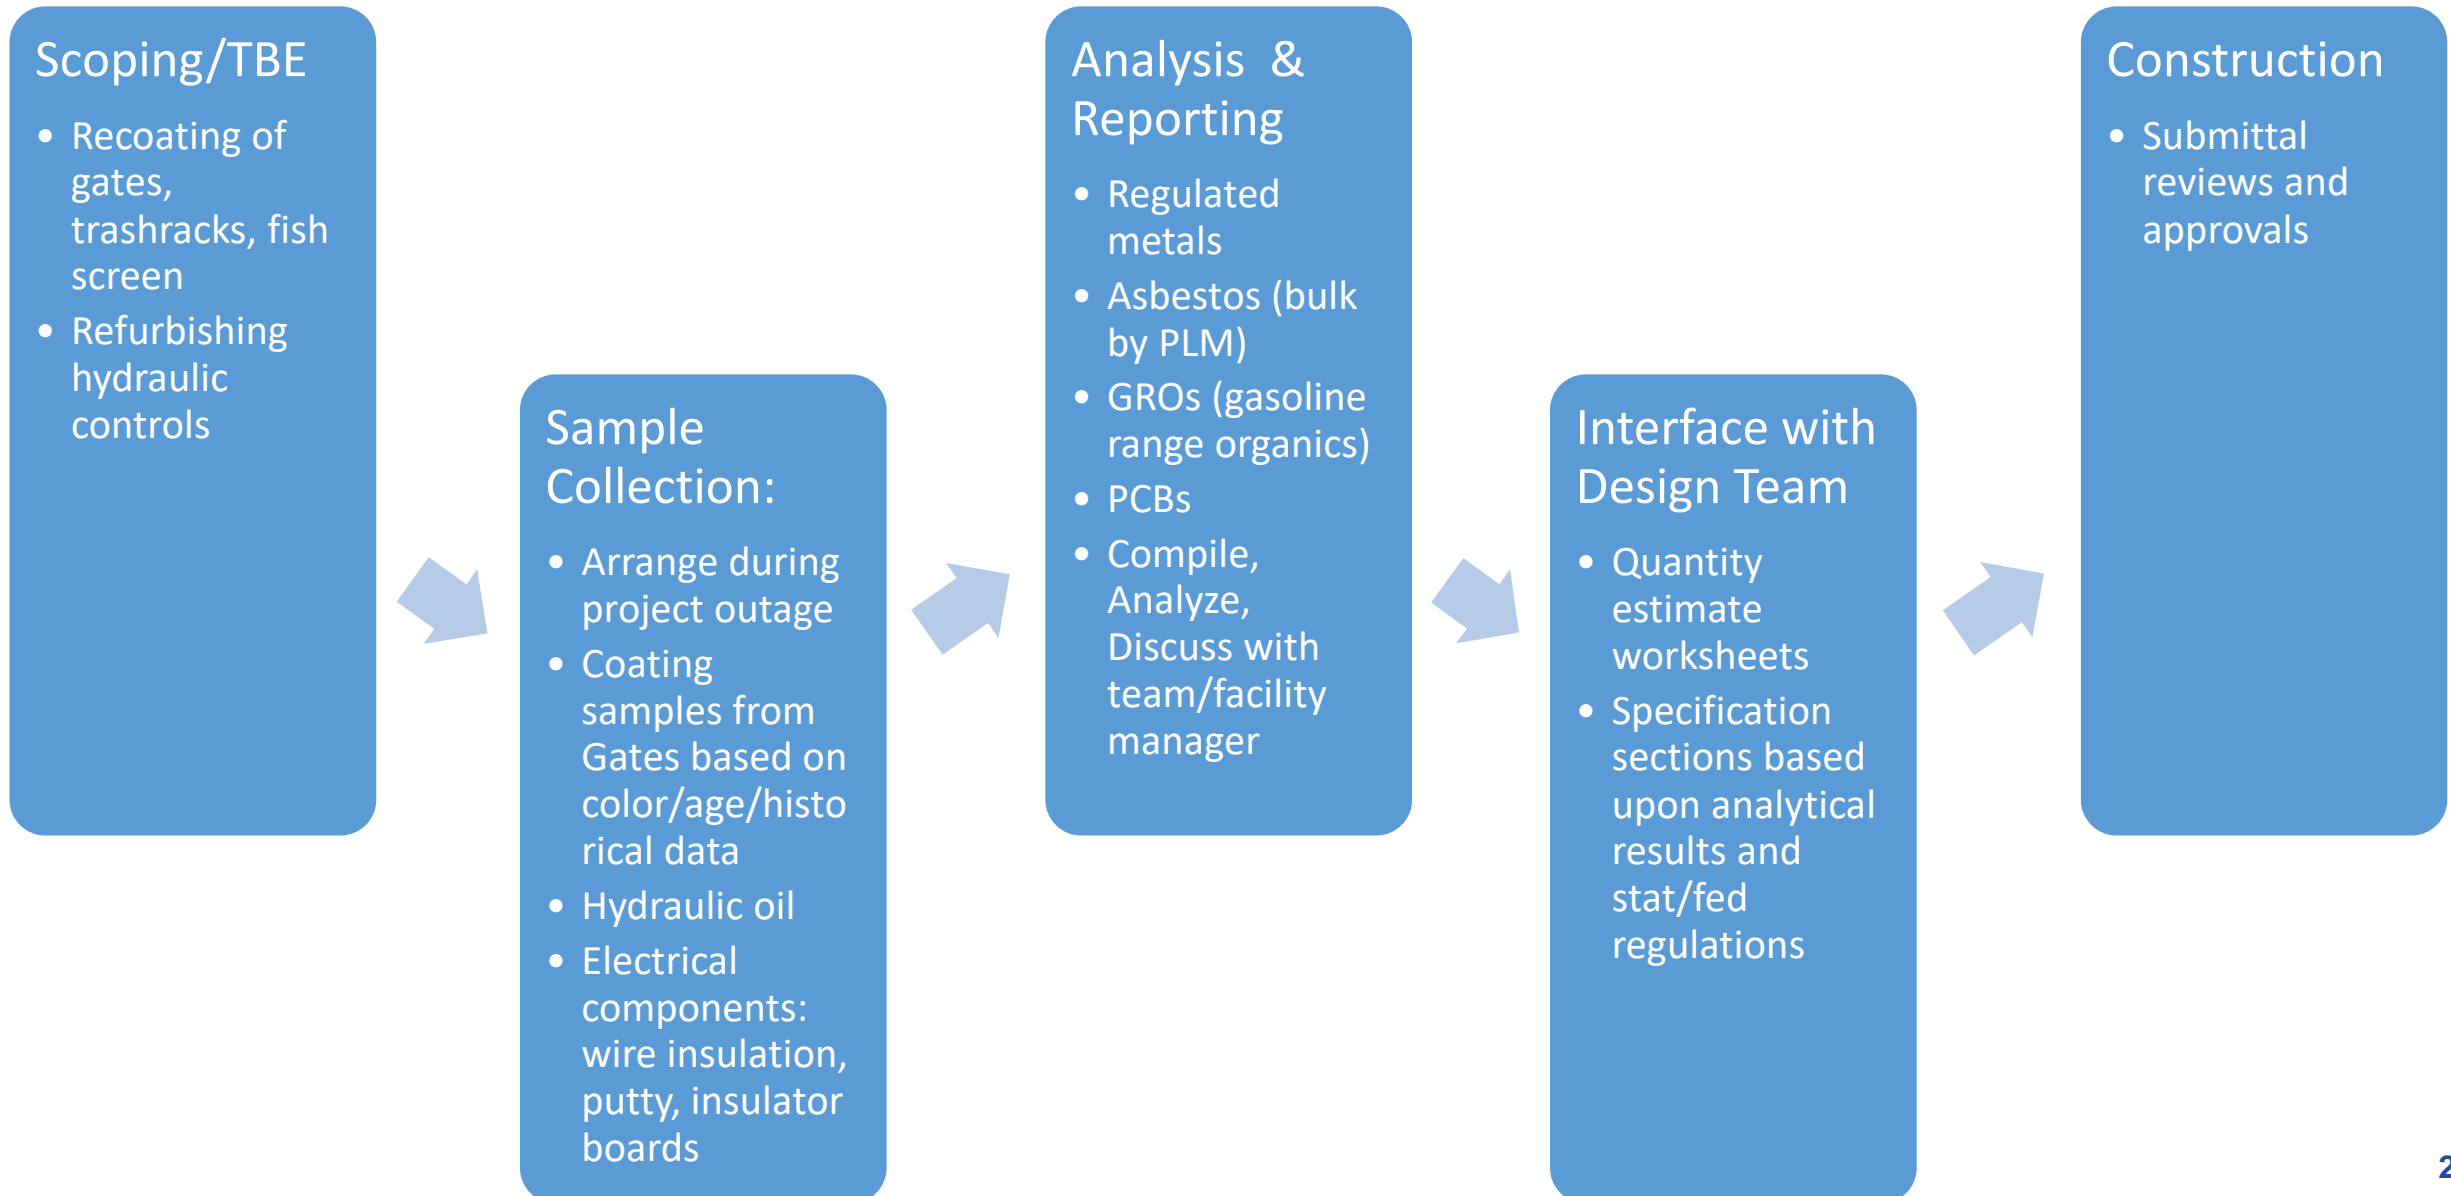 Scoping/TBE
• Recoating of
gates,
trashracks, fish
screen
• Refurbishing
hydraulic
controls
Sample
Collection:
• Arrange during
project outage
• Coating
samples from
Gates based on
color/age/histo
rical data
• Hydraulic oil
• Electrical
components:
wire insulation,
putty, insulator
boards
Analysis & 
Reporting
• Regulated
metals
• Asbestos (bulk
by PLM)
• GROs (gasoline
range organics)
• PCBs
• Compile,
Analyze,
Discuss with
team/facility
manager
Interface with
Design Team
• Quantity
estimate
worksheets
• Specification
sections based
upon analytical
results and
stat/fed
regulations
Construction
• Submittal
reviews and
approvals
2